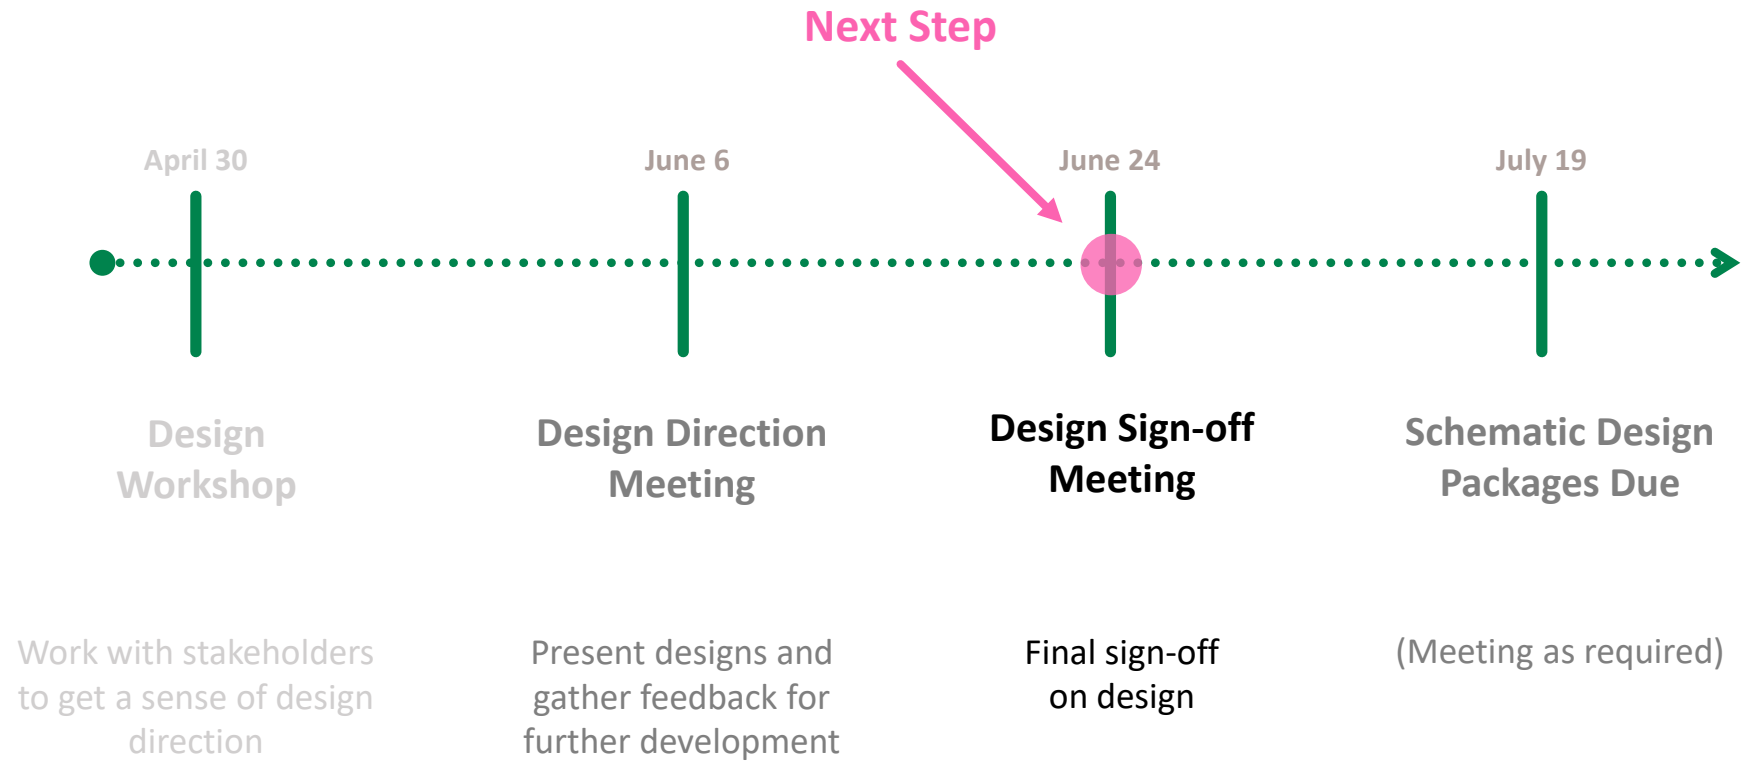 Next Step
April 30
June 6
June 24
July 19
Design
Workshop
Design Direction
Meeting
Design Sign-off
Meeting
Schematic Design
Packages Due
Work with stakeholders
to get a sense of design
direction
Present designs and
gather feedback for
further development
Final sign-off
on design
(Meeting as required)